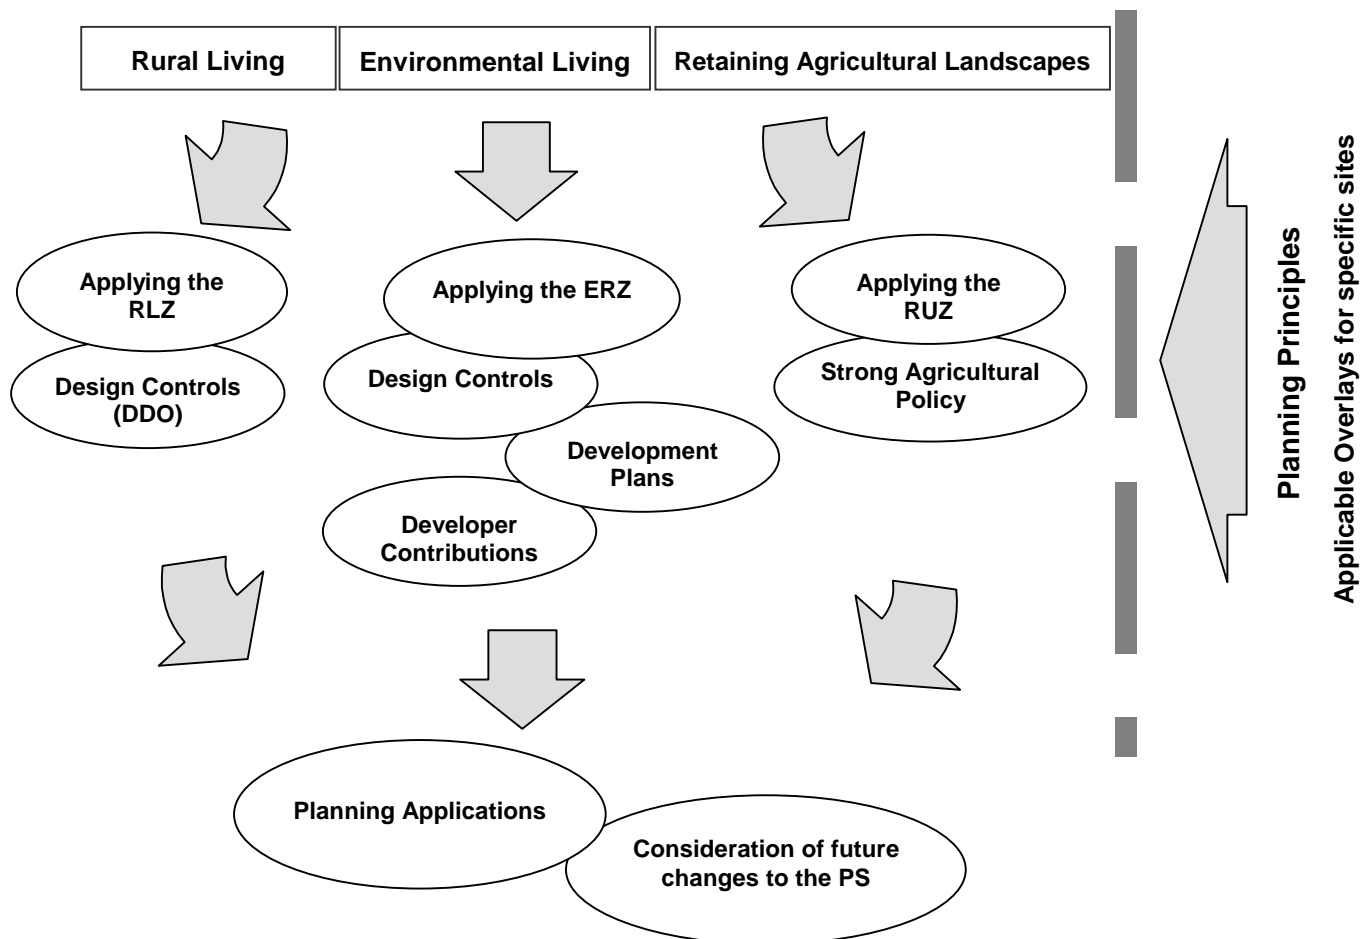 Rural Living
Environmental Living
Retaining Agricultural Landscapes
Applying the
RLZ
Design Controls
(DDO)
Applying the ERZ
Design Controls
Development
Plans
Developer
Contributions
Applying the
RUZ
Strong Agricultural
Policy
Planning Applications
Consideration of future
changes to the PS
Planning Principles
Applicable Overlays for specific sites